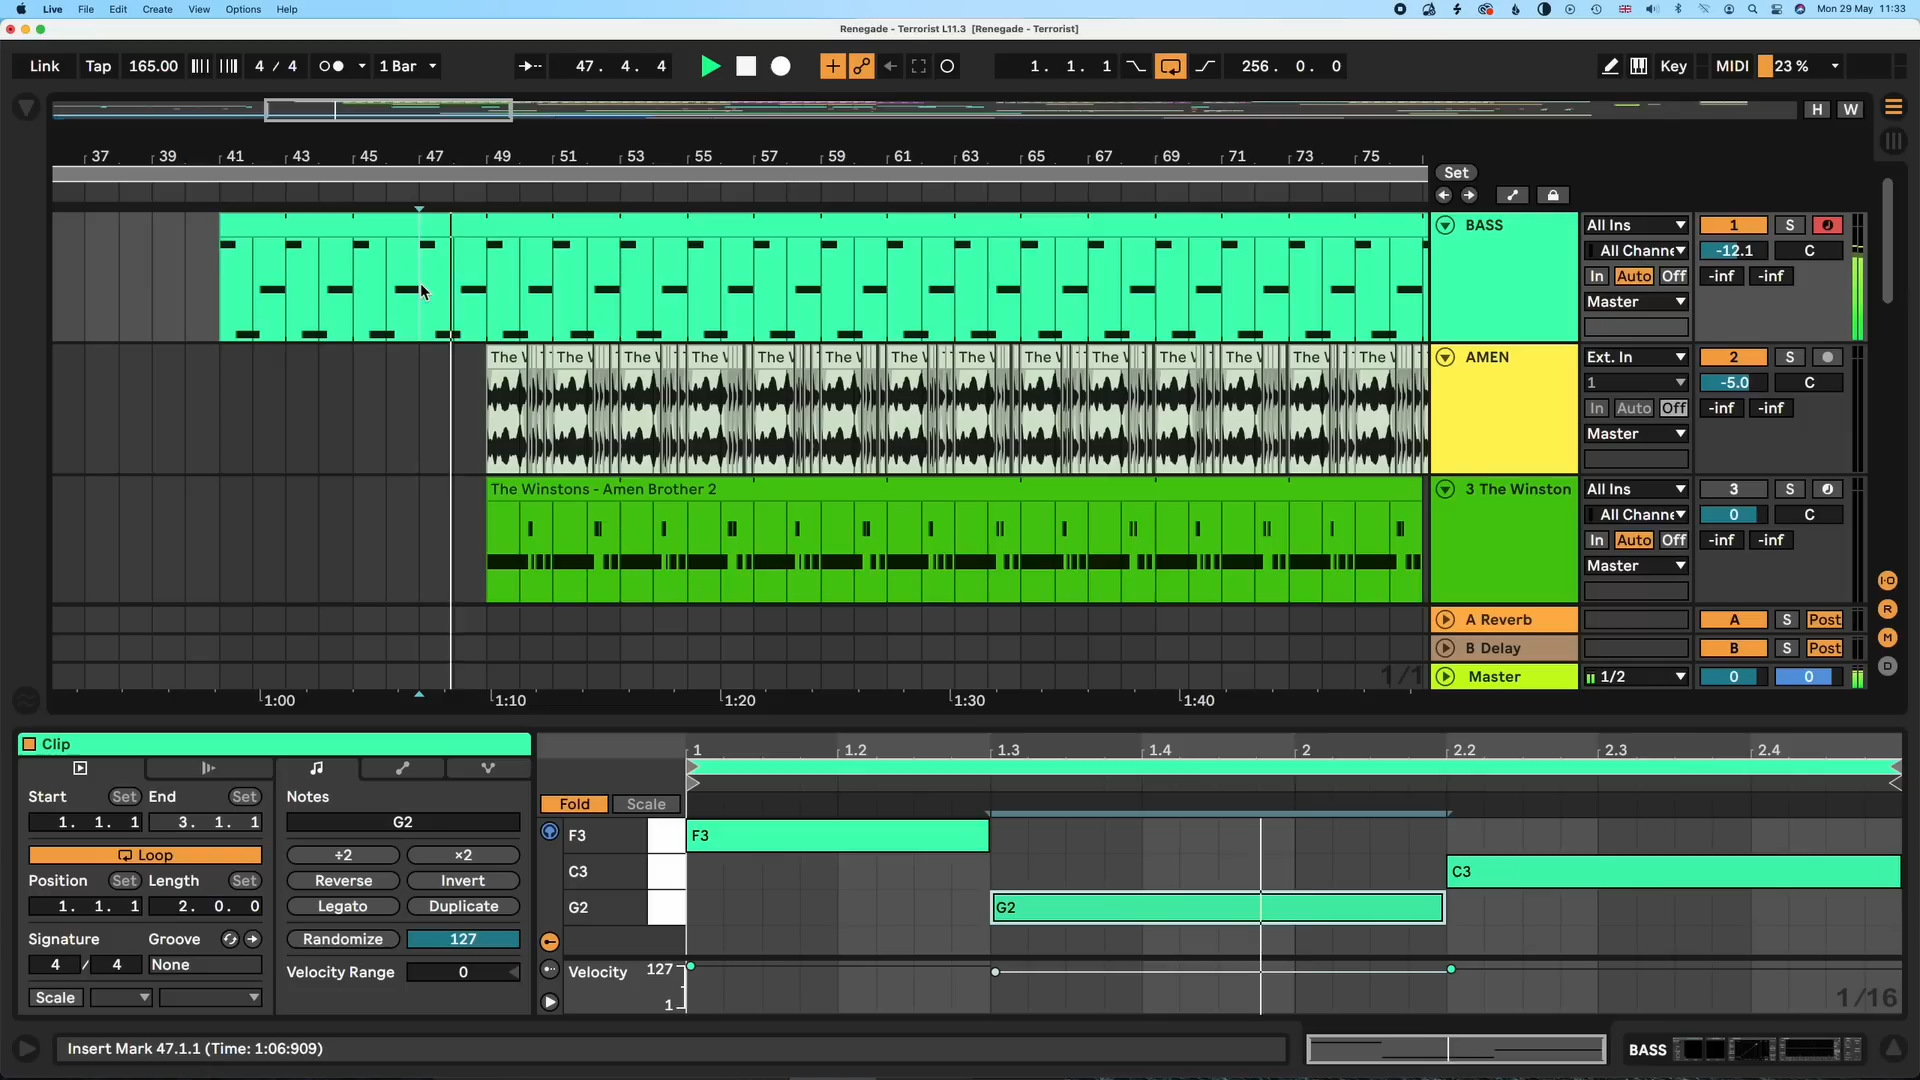 Live File Edit Create View Options Help Mon 29 May 11:33
Renegade - Terrorist L11.3 [Renegade - Terrorist]
Link Tap 165.00 4 / 4 1 Bar 47. 4. 4 1. 1. 1 256. 0. 0 Key MIDI 23 %
H W
37 39 41 43 45 47 49 51 53 55 57 59 61 63 65 67 69 71 73 75
Set
BASS All Ins 1 S
All Channe -12.1 C
In Auto Off -inf -inf
Master
The W The W The W The W The W The W The W The W The W The W The W The W The W The W AMEN Ext. In 2 S
1 -5.0 C
In Auto Off -inf -inf
Master
The Winstons - Amen Brother 2 3 The Winston All Ins 3 S
All Channe 0 C
In Auto Off -inf -inf
Master
I·O
R
M
D
A Reverb A S Post
B Delay B S Post
1/1 Master 1/2 0 0
1:00 1:10 1:20 1:30 1:40
Clip
1 1.2 1.3 1.4 2 2.2 2.3 2.4
Start Set End Set Notes
1. 1. 1 3. 1. 1 G2
Fold Scale
Loop ÷2 ×2
F3 F3
Position Set Length Set Reverse Invert
C3 C3
1. 1. 1 2. 0. 0 Legato Duplicate
G2 G2
Signature Groove Randomize 127
4 / 4 None Velocity Range 0
Velocity 127
1
Scale
1/16
Insert Mark 47.1.1 (Time: 1:06:909) BASS